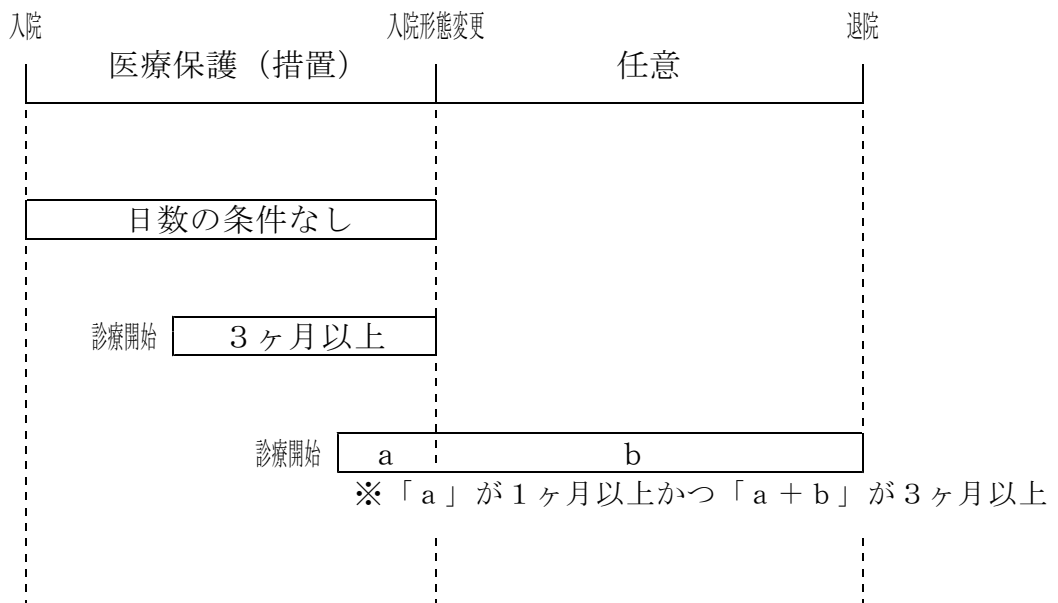 入院 入院形態変更 退院
医療保護（措置） 任意
日数の条件なし
診療開始 ３ヶ月以上
診療開始 ａ ｂ
※「ａ」が１ヶ月以上かつ「ａ＋ｂ」が３ヶ月以上